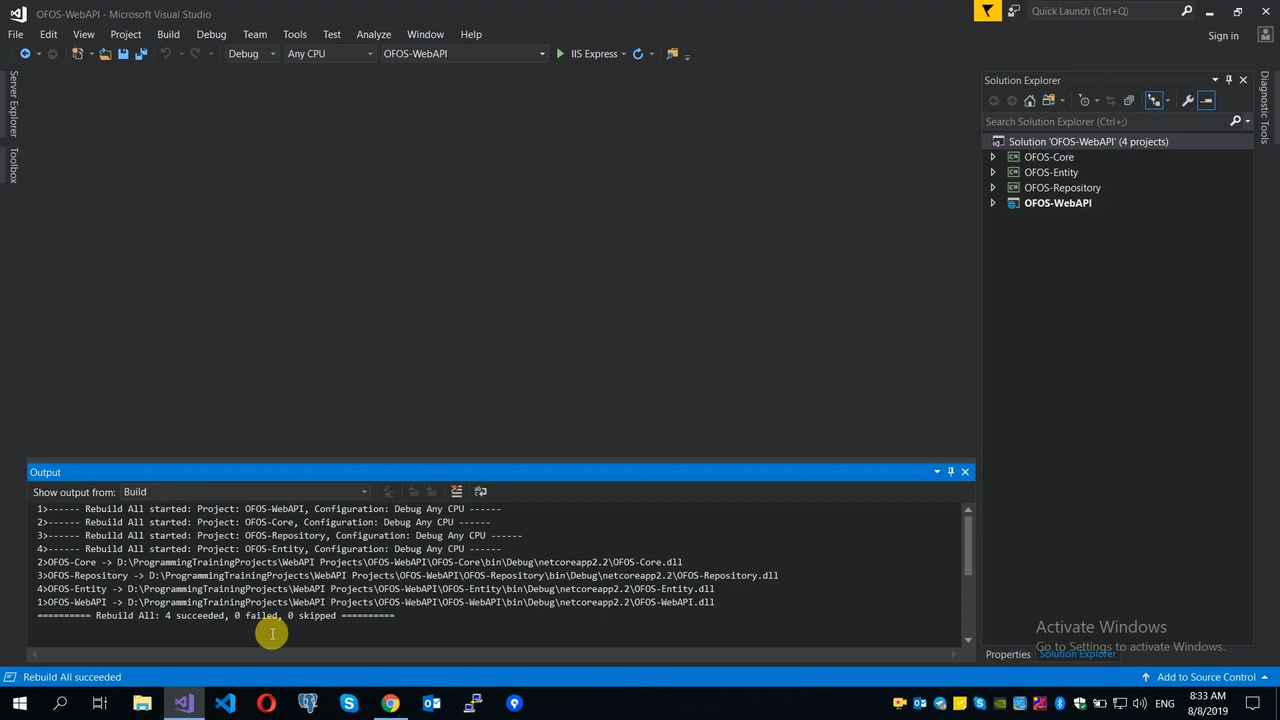 OFOS-WebAPI - Microsoft Visual Studio
Quick Launch (Ctrl+Q)
File Edit View Project Build Debug Team Tools Test Analyze Window Help
Sign in
Debug Any CPU OFOS-WebAPI IIS Express
Server Explorer
Toolbox
Solution Explorer
Search Solution Explorer (Ctrl+;)
Solution 'OFOS-WebAPI' (4 projects)
OFOS-Core
OFOS-Entity
OFOS-Repository
OFOS-WebAPI
Diagnostic Tools
Output
Show output from: Build
1>------ Rebuild All started: Project: OFOS-WebAPI, Configuration: Debug Any CPU ------
2>------ Rebuild All started: Project: OFOS-Core, Configuration: Debug Any CPU ------
3>------ Rebuild All started: Project: OFOS-Repository, Configuration: Debug Any CPU ------
4>------ Rebuild All started: Project: OFOS-Entity, Configuration: Debug Any CPU ------
2>OFOS-Core -> D:\ProgrammingTrainingProjects\WebAPI Projects\OFOS-WebAPI\OFOS-Core\bin\Debug\netcoreapp2.2\OFOS-Core.dll
3>OFOS-Repository -> D:\ProgrammingTrainingProjects\WebAPI Projects\OFOS-WebAPI\OFOS-Repository\bin\Debug\netcoreapp2.2\OFOS-Repository.dll
4>OFOS-Entity -> D:\ProgrammingTrainingProjects\WebAPI Projects\OFOS-WebAPI\OFOS-Entity\bin\Debug\netcoreapp2.2\OFOS-Entity.dll
1>OFOS-WebAPI -> D:\ProgrammingTrainingProjects\WebAPI Projects\OFOS-WebAPI\OFOS-WebAPI\bin\Debug\netcoreapp2.2\OFOS-WebAPI.dll
========== Rebuild All: 4 succeeded, 0 failed, 0 skipped ==========
Activate Windows
Go to Settings to activate Windows.
Properties Solution Explorer
Rebuild All succeeded
Add to Source Control
ENG
8:33 AM
8/8/2019